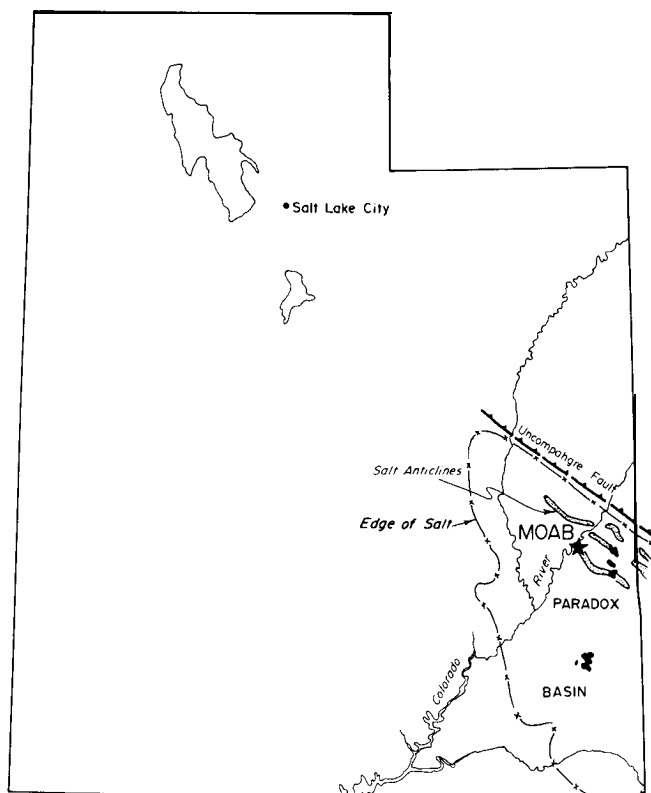 Salt Lake City
Uncompahgre Fault
Salt Anticlines
Edge of Salt
MOAB
River
PARADOX
Colorado
BASIN